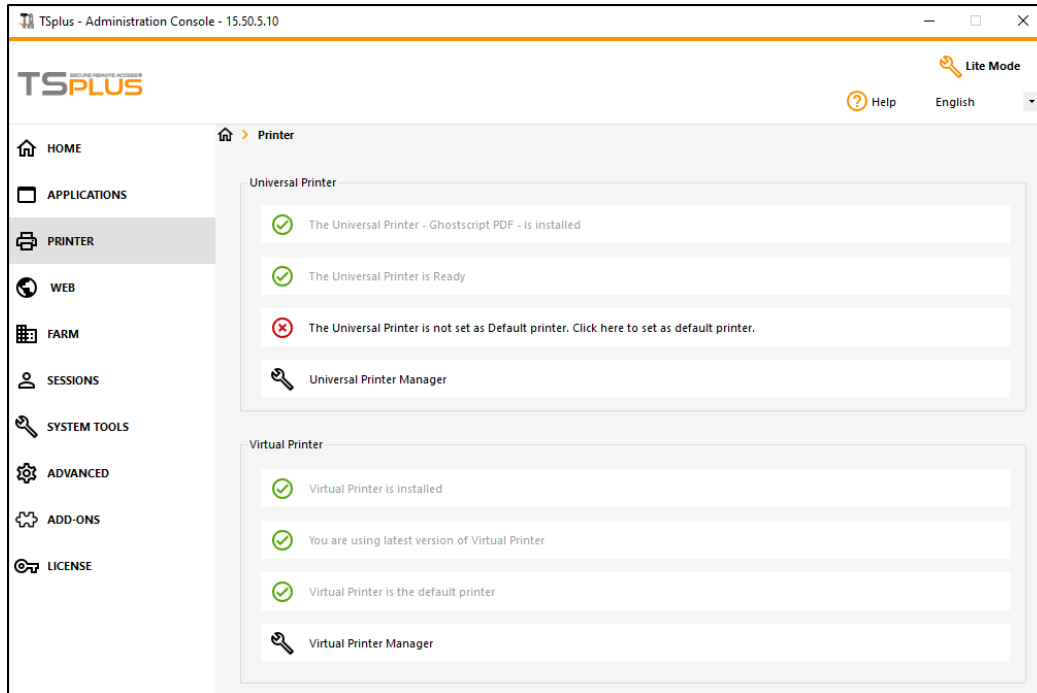 TSplus - Administration Console - 15.50.5.10
TSPLUS
SECURE REMOTE ACCESS®
Lite Mode
Help
English
HOME
APPLICATIONS
PRINTER
WEB
FARM
SESSIONS
SYSTEM TOOLS
ADVANCED
ADD-ONS
LICENSE
Printer
Universal Printer
The Universal Printer - Ghostscript PDF - is installed
The Universal Printer is Ready
The Universal Printer is not set as Default printer. Click here to set as default printer.
Universal Printer Manager
Virtual Printer
Virtual Printer is installed
You are using latest version of Virtual Printer
Virtual Printer is the default printer
Virtual Printer Manager